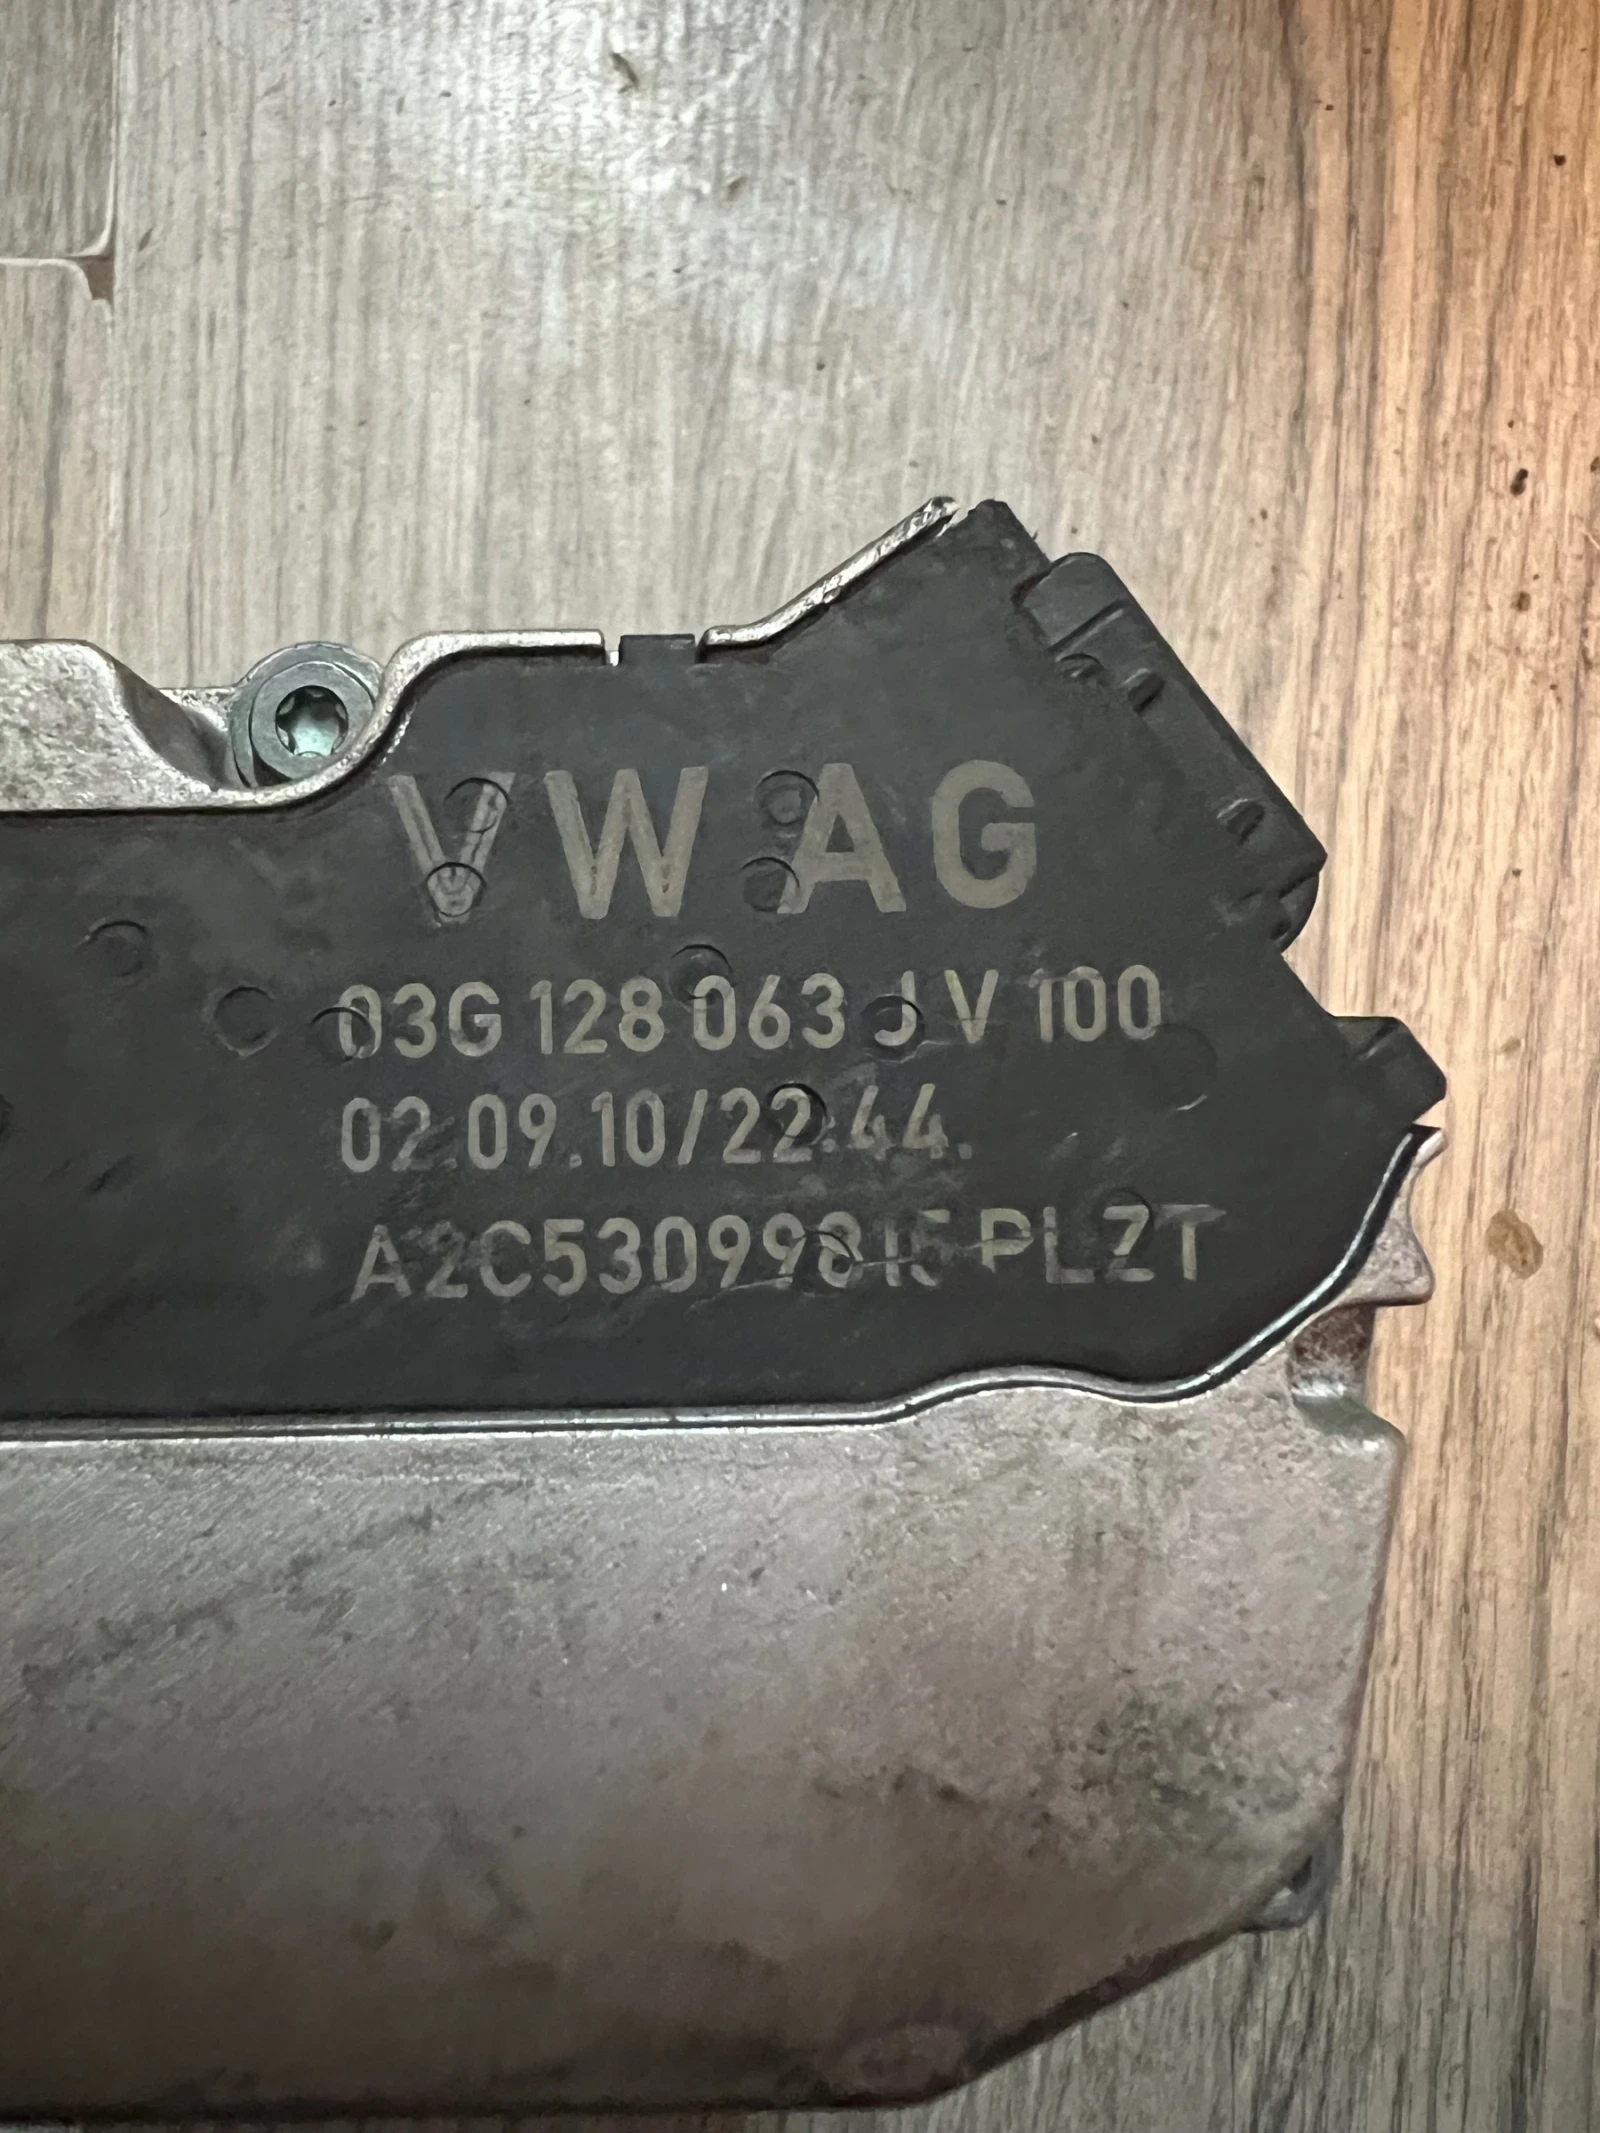 VW AG
03G 128 063 J V 100
02.09.10/22.44.
A2C53099815 PLZT